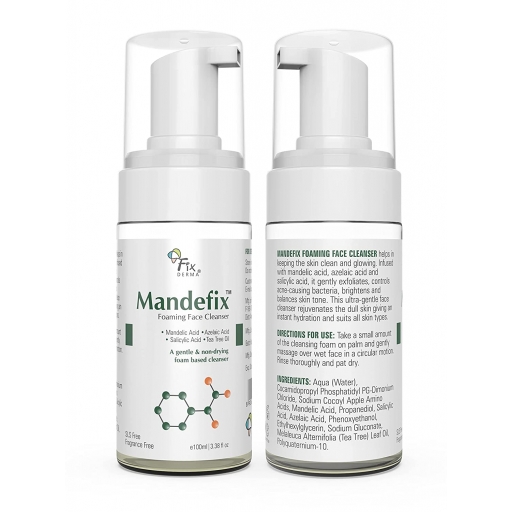 Fix
DERMA®
Mandefix™
Foaming Face Cleanser
• Mandelic Acid • Azelaic Acid
• Salicylic Acid • Tea Tree Oil
A gentle & non-drying
foam based cleanser
SLS Free
Fragrance Free
e100ml | 3.38 fl.oz
MANDEFIX FOAMING FACE CLEANSER helps in
keeping the skin clean and glowing. Infused
with mandelic acid, azelaic acid and
salicylic acid, it gently exfoliates, controls
acne-causing bacteria, brightens and
balances skin tone. This ultra-gentle face
cleanser rejuvenates the dull skin giving an
instant hydration and suits all skin types.
DIRECTIONS FOR USE: Take a small amount
of the cleansing foam on palm and gently
massage over wet face in a circular motion.
Rinse thoroughly and pat dry.
INGREDIENTS: Aqua (Water),
Cocamidopropyl Phosphatidyl PG-Dimonium
Chloride, Sodium Cocoyl Apple Amino
Acids, Mandelic Acid, Propanediol, Salicylic
Acid, Azelaic Acid, Phenoxyethanol,
Ethylhexylglycerin, Sodium Gluconate,
Melaleuca Alternifolia (Tea Tree) Leaf Oil,
Polyquaternium-10.